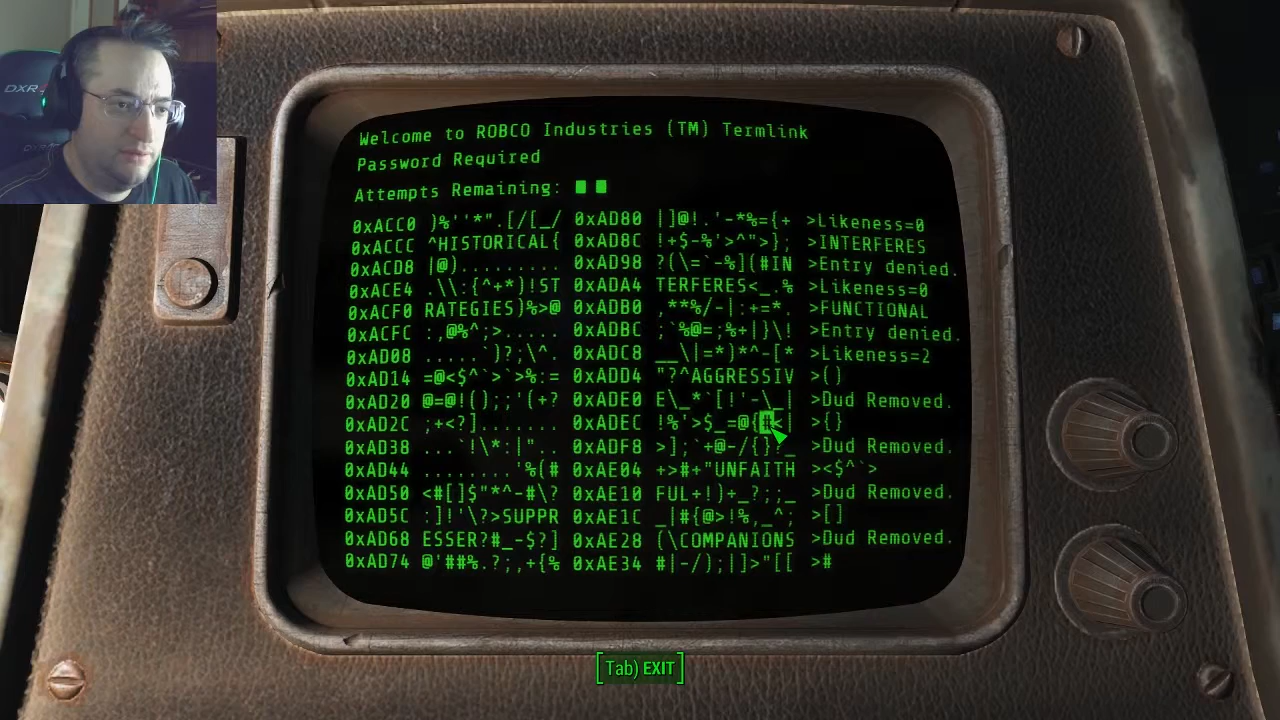 DXR
Welcome to ROBCO Industries (TM) Termlink
Password Required
Attempts Remaining: ■ ■
0xACC0 )%''*".[/[_/ 0xAD80 |]@!.'-*%={+ >Likeness=0
0xACCC ^HISTORICAL{ 0xAD8C !+$-%'>^">}; >INTERFERES
0xACD8 |@)......... 0xAD98 ?(\=`-%](#IN >Entry denied.
0xACE4 .\\:{^+*)!ST 0xADA4 TERFERES<_.% >Likeness=0
0xACF0 RATEGIES)%>@ 0xADB0 ,**%/-|:+=*. >FUNCTIONAL
0xACFC :,@%^;>..... 0xADBC ;`%@=;%+|}\! >Entry denied.
0xAD08 .....`)?;\^. 0xADC8 __\|=*)*^-[* >Likeness=2
0xAD14 =@<$^`>`>%:= 0xADD4 "?^AGGRESSIV >()
0xAD20 @=@!();;'(+? 0xADE0 E\_*`[!'-\_| >Dud Removed.
0xAD2C ;+<?]....... 0xADEC !%'>$_=@{#<| >{}
0xAD38 ...`!\*:|".. 0xADF8 >];`+@-/{}?_ >Dud Removed.
0xAD44 ........'%(# 0xAE04 +>#+"UNFAITH ><$^`>
0xAD50 <#[]$"*^-#\? 0xAE10 FUL+!)+_?;;_ >Dud Removed.
0xAD5C :]!'\?>SUPPR 0xAE1C _|#{@>!%,_^; >[]
0xAD68 ESSER?#_-$?] 0xAE28 (\COMPANIONS >Dud Removed.
0xAD74 @'##%.?;,+{% 0xAE34 #|-/);|]>"[[ >#
[Tab) EXIT]